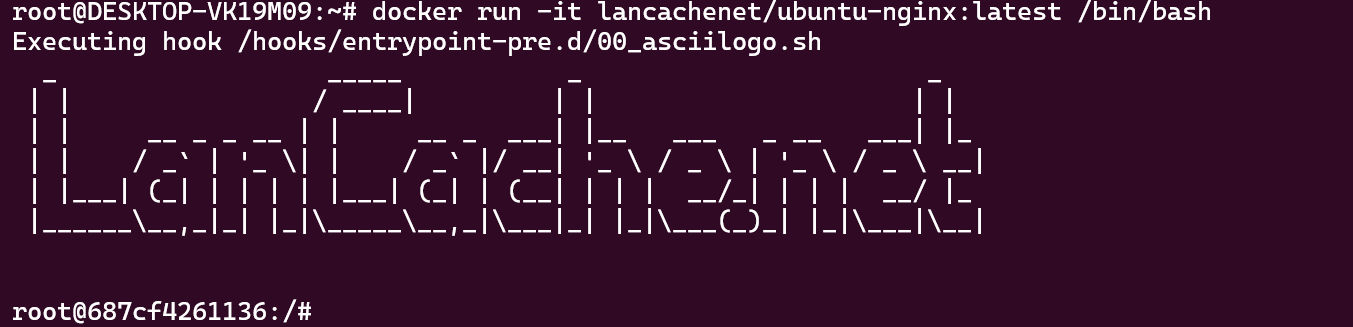 root@DESKTOP-VK19M09:~# docker run -it lancachenet/ubuntu-nginx:latest /bin/bash
Executing hook /hooks/entrypoint-pre.d/00_asciilogo.sh
LanCache.net
root@687cf4261136:/#